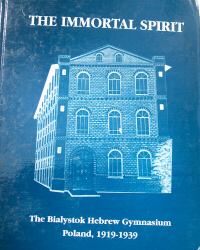 THE IMMORTAL SPIRIT
The Bialystok Hebrew Gymnasium
Poland, 1919-1939